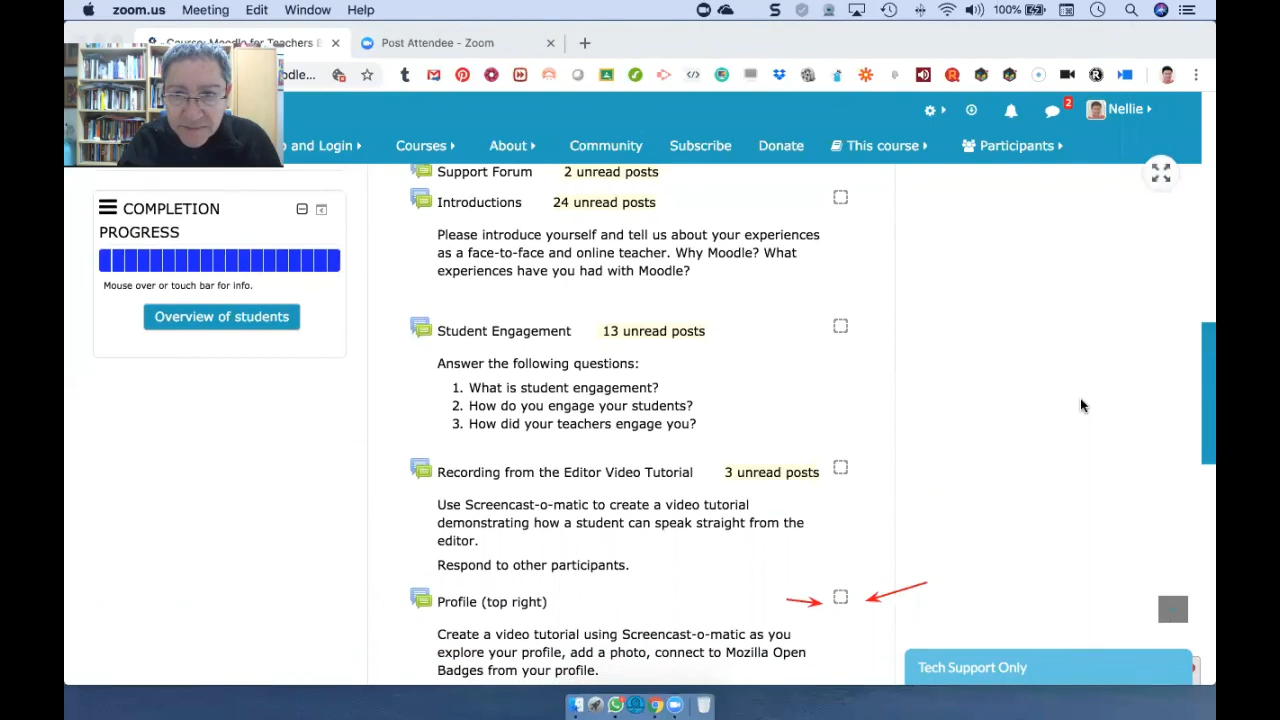 zoom.us Meeting Edit Window Help 100%
Course: Moodle for Teachers Post Attendee - Zoom
Nellie 2
and Login Courses About Community Subscribe Donate This course Participants
Support Forum 2 unread posts
Introductions 24 unread posts
Please introduce yourself and tell us about your experiences
as a face-to-face and online teacher. Why Moodle? What
experiences have you had with Moodle?
COMPLETION
PROGRESS
Mouse over or touch bar for info.
Overview of students
Student Engagement 13 unread posts
Answer the following questions:
1. What is student engagement?
2. How do you engage your students?
3. How did your teachers engage you?
Recording from the Editor Video Tutorial 3 unread posts
Use Screencast-o-matic to create a video tutorial
demonstrating how a student can speak straight from the
editor.
Respond to other participants.
Profile (top right)
Create a video tutorial using Screencast-o-matic as you
explore your profile, add a photo, connect to Mozilla Open
Badges from your profile.
Tech Support Only